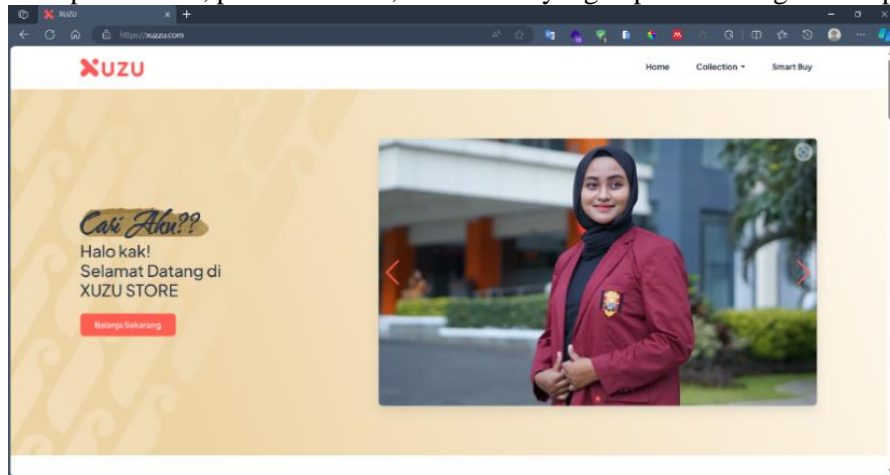 XUZU
https://xuzu.com
XUZU
Home Collection Smart Buy
Cari Aku??
Halo kak!
Selamat Datang di
XUZU STORE
Belanja Sekarang